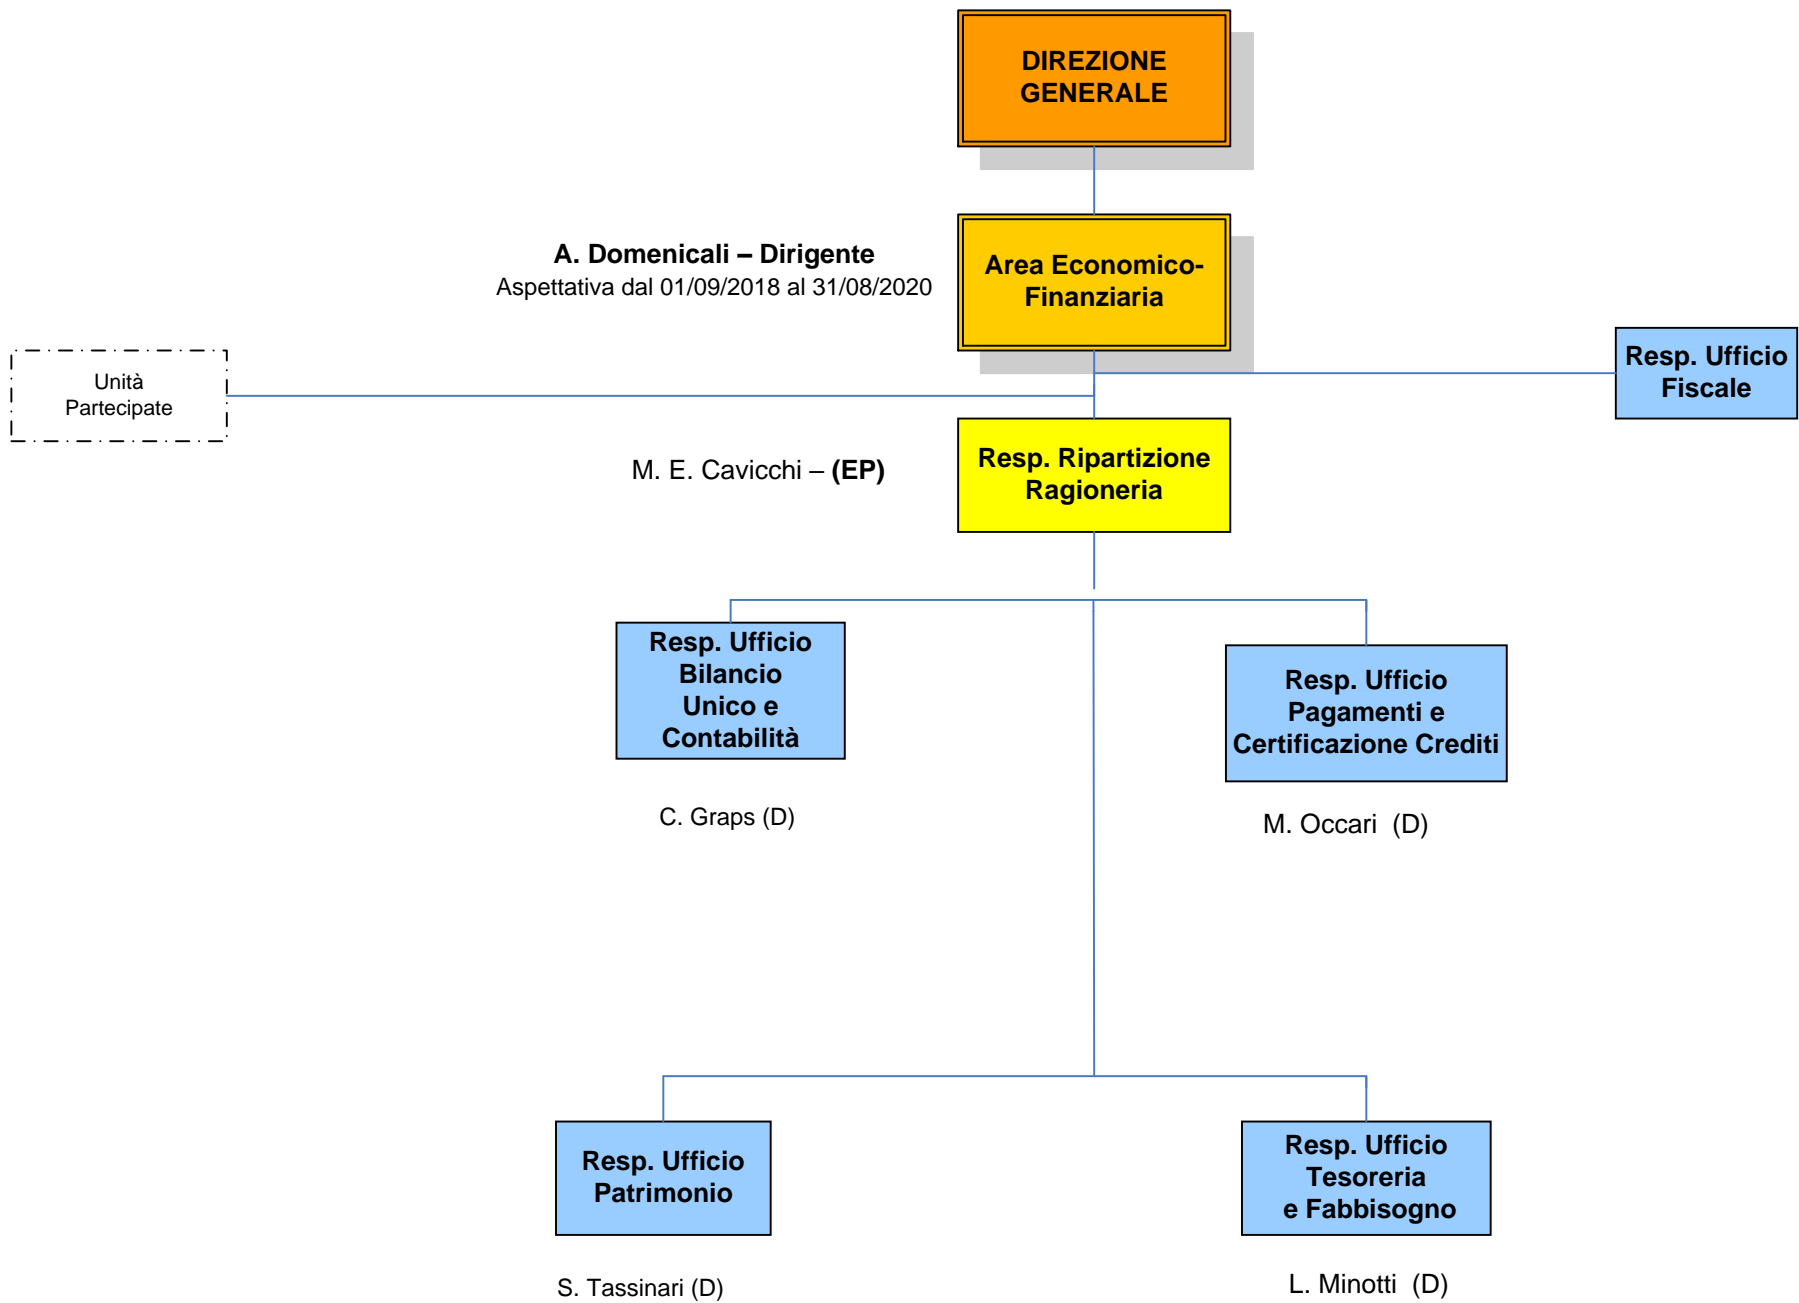 DIREZIONE
GENERALE
A. Domenicali – Dirigente
Aspettativa dal 01/09/2018 al 31/08/2020
Area Economico-
Finanziaria
Unità
Partecipate
Resp. Ufficio
Fiscale
M. E. Cavicchi – (EP)
Resp. Ripartizione
Ragioneria
Resp. Ufficio
Bilancio
Unico e
Contabilità
Resp. Ufficio
Pagamenti e
Certificazione Crediti
C. Graps (D)
M. Occari (D)
Resp. Ufficio
Patrimonio
Resp. Ufficio
Tesoreria
e Fabbisogno
S. Tassinari (D)
L. Minotti (D)